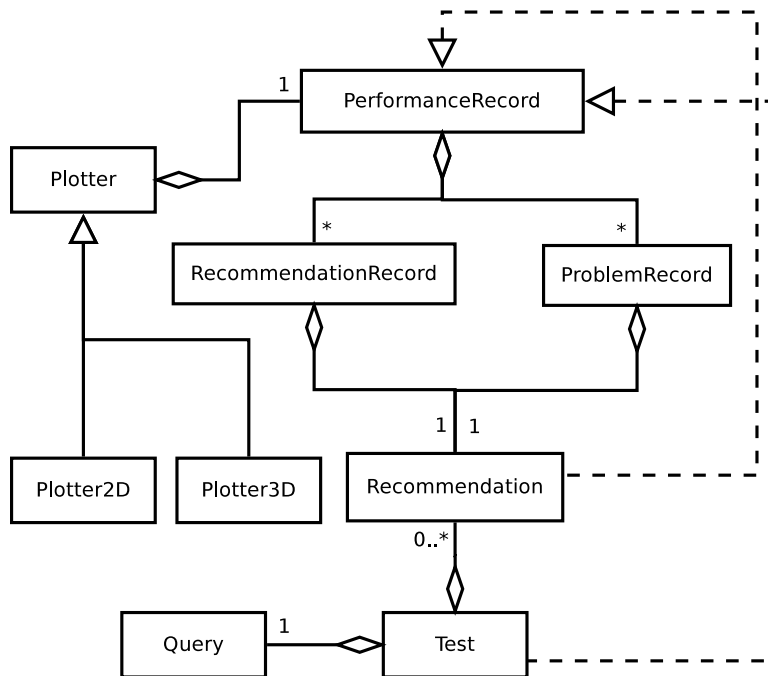 PerformanceRecord
1
Plotter
*
*
RecommendationRecord
ProblemRecord
1
1
Plotter2D
Plotter3D
Recommendation
0..*
1
Query
Test